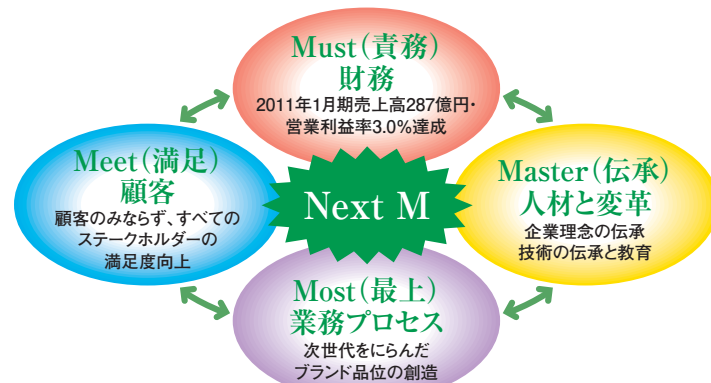 Must（責務）
財務
2011年1月期売上高287億円・
営業利益率3.0%達成
Meet（満足）
顧客
顧客のみならず、すべての
ステークホルダーの
満足度向上
Next M
Master（伝承）
人材と変革
企業理念の伝承
技術の伝承と教育
Most（最上）
業務プロセス
次世代をにらんだ
ブランド品位の創造